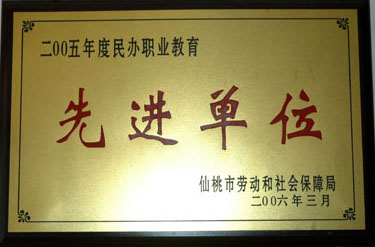 二00五年度民办职业教育
先进单位
仙桃市劳动和社会保障局
二00六年三月